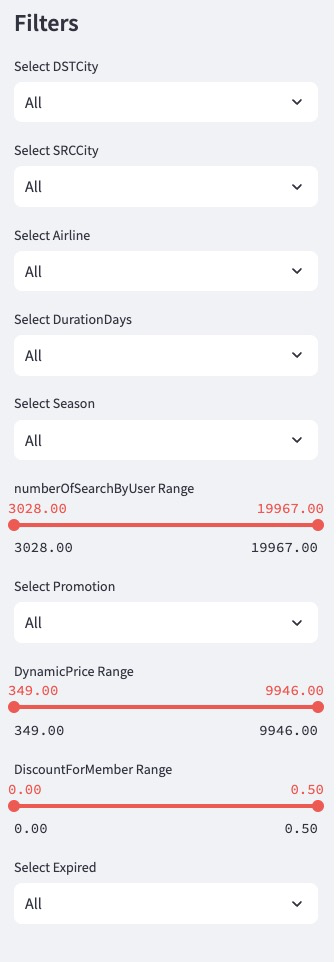 Filters
Select DSTCity
All
Select SRCCity
All
Select Airline
All
Select DurationDays
All
Select Season
All
numberOfSearchByUser Range
3028.00 19967.00
3028.00 19967.00
Select Promotion
All
DynamicPrice Range
349.00 9946.00
349.00 9946.00
DiscountForMember Range
0.00 0.50
0.00 0.50
Select Expired
All